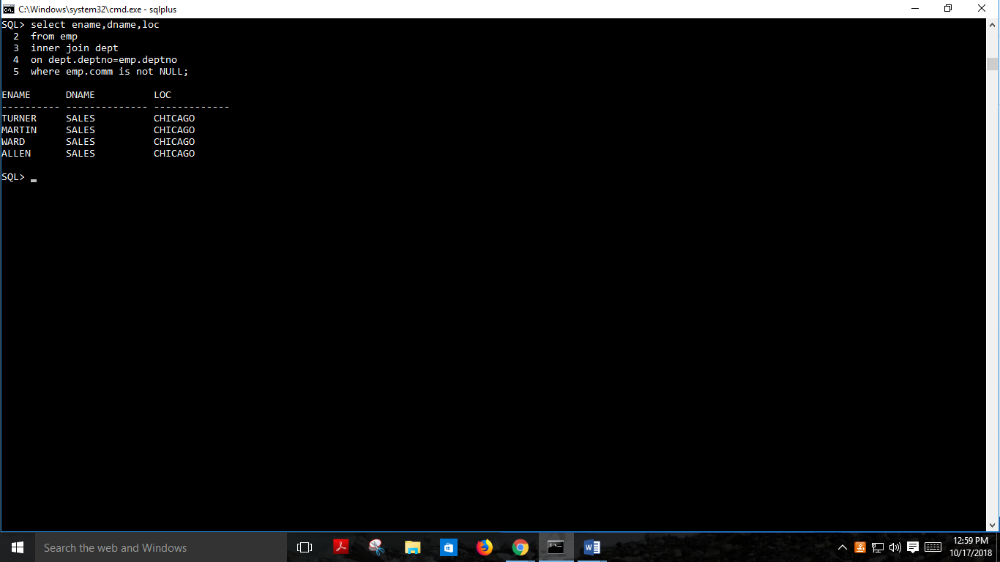 C:\Windows\system32\cmd.exe - sqlplus
SQL> select ename,dname,loc
  2  from emp
  3  inner join dept
  4  on dept.deptno=emp.deptno
  5  where emp.comm is not NULL;
ENAME      DNAME          LOC
---------- -------------- -------------
TURNER     SALES          CHICAGO
MARTIN     SALES          CHICAGO
WARD       SALES          CHICAGO
ALLEN      SALES          CHICAGO
SQL> _
Search the web and Windows
12:59 PM
10/17/2018